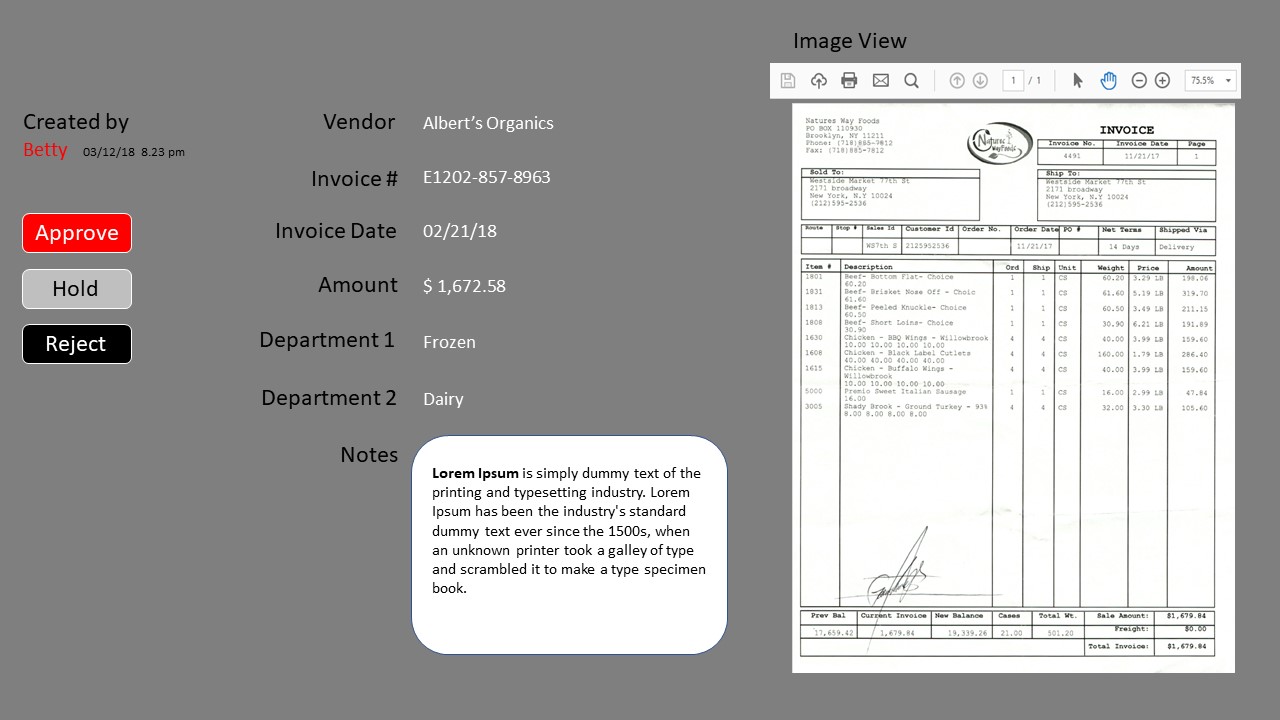 Image View
1 / 1
75.5%
Created by
Betty 03/12/18 8.23 pm
Approve
Hold
Reject
Vendor Albert's Organics
Invoice # E1202-857-8963
Invoice Date 02/21/18
Amount $ 1,672.58
Department 1 Frozen
Department 2 Dairy
Notes
Lorem Ipsum is simply dummy text of the
printing and typesetting industry. Lorem
Ipsum has been the industry's standard
dummy text ever since the 1500s, when
an unknown printer took a galley of type
and scrambled it to make a type specimen
book.
Natures Way Foods
PO BOX 110930
Brooklyn, NY 11211
Phone: (718)855-7812
Fax: (718)885-7812
Natures
WayFoods
INVOICE
Invoice No. Invoice Date Page
4491 11/21/17 1
Sold To:
Westside Market 77th St
2171 broadway
New York, N.Y 10024
(212)595-2536
Ship To:
Westside Market 77th St
2171 broadway
New York, N.Y 10024
(212)595-2536
Route Stop # Sales Id Customer Id Order No. Order Date PO # Net Terms Shipped Via
WS7th S 2125952536 11/21/17 14 Days Delivery
Item # Description Ord Ship Unit Weight Price Amount
1801 Beef- Bottom Flat- Choice 1 1 CS 60.20 3.29 LB 198.06
60.20
1831 Beef- Brisket Nose Off - Choic 1 1 CS 61.60 5.19 LB 319.70
61.60
1813 Beef- Peeled Knuckle- Choice 1 1 CS 60.50 3.49 LB 211.15
60.50
1808 Beef- Short Loins- Choice 1 1 CS 30.90 6.21 LB 191.89
30.90
1630 Chicken - BBQ Wings - Willowbrook 4 4 CS 40.00 3.99 LB 159.60
10.00 10.00 10.00 10.00
1608 Chicken - Black Label Cutlets 4 4 CS 160.00 1.79 LB 286.40
40.00 40.00 40.00 40.00
1615 Chicken - Buffalo Wings - 4 4 CS 40.00 3.99 LB 159.60
Willowbrook
10.00 10.00 10.00 10.00
5000 Premio Sweet Italian Sausage 1 1 CS 16.00 2.99 LB 47.84
16.00
3005 Shady Brook - Ground Turkey - 93% 4 4 CS 32.00 3.30 LB 105.60
8.00 8.00 8.00 8.00
Prev Bal Current Invoice New Balance Cases Total Wt. Sale Amount: $1,679.84
17,659.42 1,679.84 19,339.26 21.00 501.20 Freight: $0.00
Total Invoice: $1,679.84